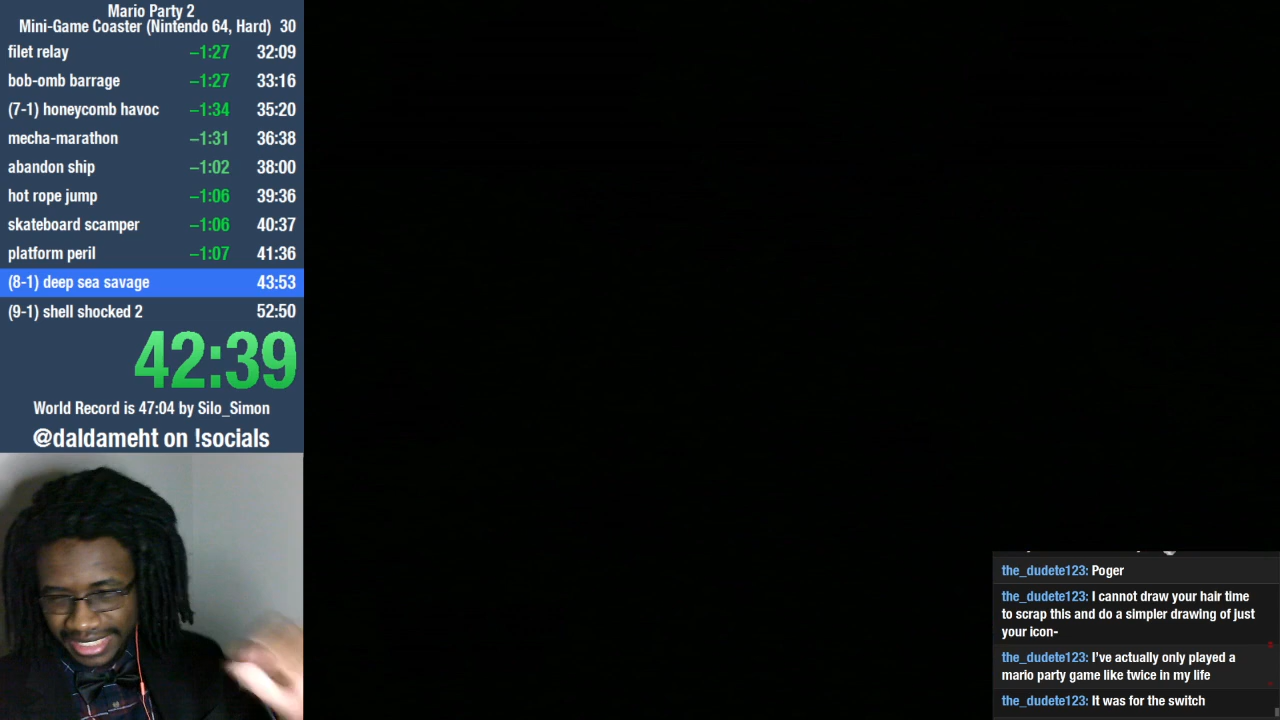 Mario Party 2
Mini-Game Coaster (Nintendo 64, Hard) 30
filet relay −1:27 32:09
bob-omb barrage −1:27 33:16
(7-1) honeycomb havoc −1:34 35:20
mecha-marathon −1:31 36:38
abandon ship −1:02 38:00
hot rope jump −1:06 39:36
skateboard scamper −1:06 40:37
platform peril −1:07 41:36
(8-1) deep sea savage 43:53
(9-1) shell shocked 2 52:50
42:39
World Record is 47:04 by Silo_Simon
@daldameht on !socials
the_dudete123: Poger
the_dudete123: I cannot draw your hair time
to scrap this and do a simpler drawing of just
your icon-
the_dudete123: I've actually only played a
mario party game like twice in my life
the_dudete123: It was for the switch